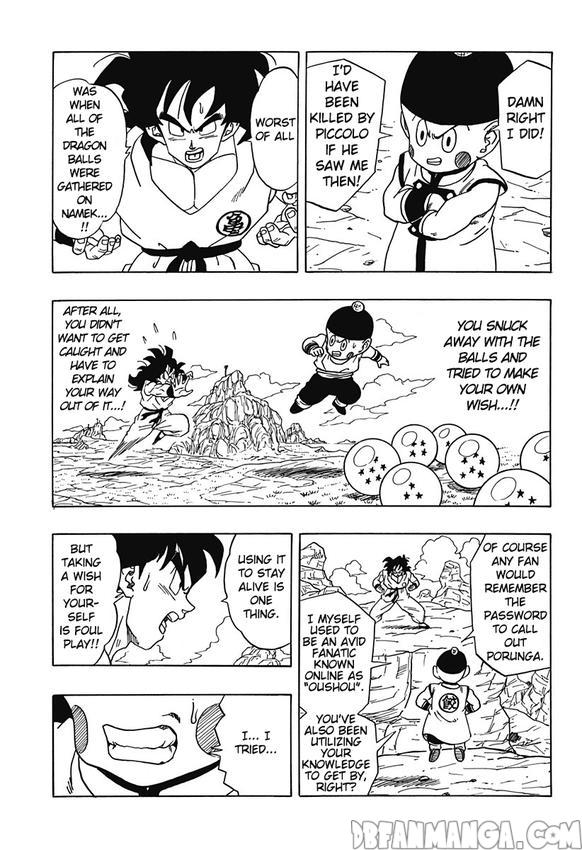 DAMN
RIGHT
I DID!
I'D
HAVE
BEEN
KILLED BY
PICCOLO
IF HE
SAW ME
THEN!
WORST
OF ALL
WAS
WHEN
ALL OF
THE
DRAGON
BALLS
WERE
GATHERED
ON
NAMEK...
!!
YOU SNUCK
AWAY WITH THE
BALLS AND
TRIED TO MAKE
YOUR OWN
WISH...!!
AFTER ALL,
YOU DIDN'T
WANT TO GET
CAUGHT AND
HAVE TO
EXPLAIN
YOUR WAY
OUT OF IT...!
OF COURSE
ANY FAN
WOULD
REMEMBER
THE
PASSWORD
TO CALL
OUT
PORUNGA.
I MYSELF
USED TO
BE AN AVID
FANATIC
KNOWN
ONLINE AS
"OUSHOU".
YOU'VE
ALSO BEEN
UTILIZING
YOUR
KNOWLEDGE
TO GET BY,
RIGHT?
USING IT
TO STAY
ALIVE IS
ONE
THING.
BUT
TAKING
A WISH
FOR
YOUR-
SELF
IS FOUL
PLAY!!
I... I
TRIED...
DBFANMANGA.COM